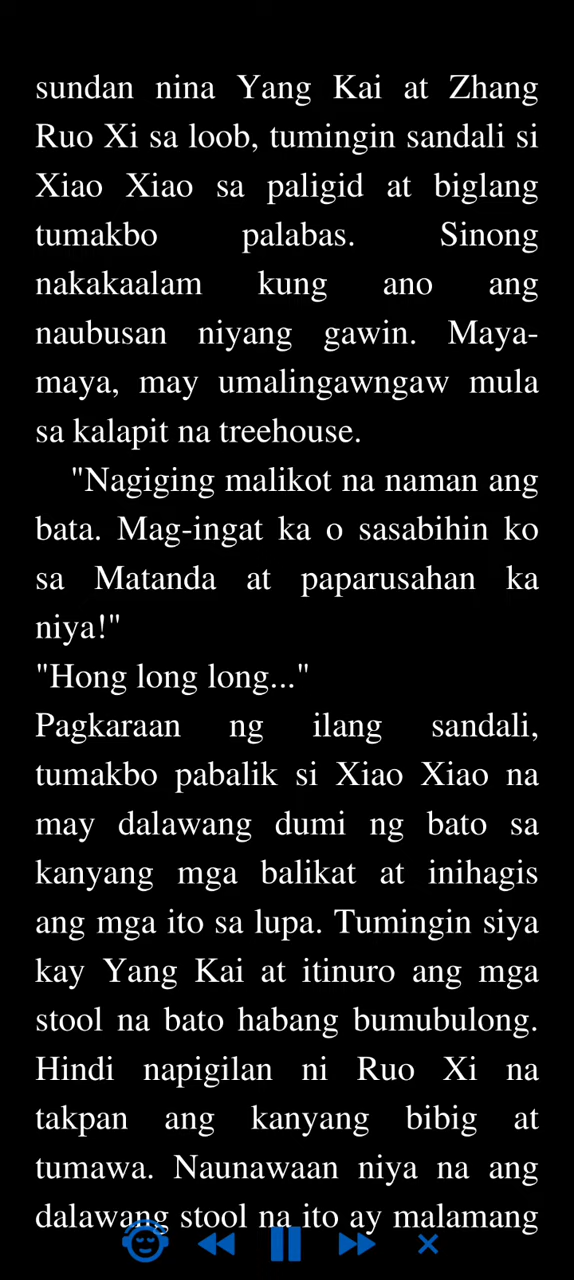 sundan nina Yang Kai at Zhang
Ruo Xi sa loob, tumingin sandali si
Xiao Xiao sa paligid at biglang
tumakbo palabas. Sinong
nakakaalam kung ano ang
naubusan niyang gawin. Maya-
maya, may umalingawngaw mula
sa kalapit na treehouse.
"Nagiging malikot na naman ang
bata. Mag-ingat ka o sasabihin ko
sa Matanda at paparusahan ka
niya!"
"Hong long long..."
Pagkaraan ng ilang sandali,
tumakbo pabalik si Xiao Xiao na
may dalawang dumi ng bato sa
kanyang mga balikat at inihagis
ang mga ito sa lupa. Tumingin siya
kay Yang Kai at itinuro ang mga
stool na bato habang bumubulong.
Hindi napigilan ni Ruo Xi na
takpan ang kanyang bibig at
tumawa. Naunawaan niya na ang
dalawang stool na ito ay malamang